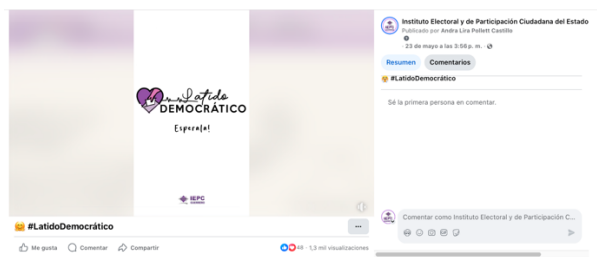 Latido
DEMOCRÁTICO
Esperala!
IEPC
#LatidoDemocrático
Me gusta
Comentar
Compartir
48 · 1,3 mil visualizaciones
Instituto Electoral y de Participación Ciudadana del Estado
Publicado por Andra Lira Pollett Castillo
· 23 de mayo a las 3:58 p. m. ·
Resumen
Comentarios
#LatidoDemocrático
Sé la primera persona en comentar.
Comentar como Instituto Electoral y de Participación C...